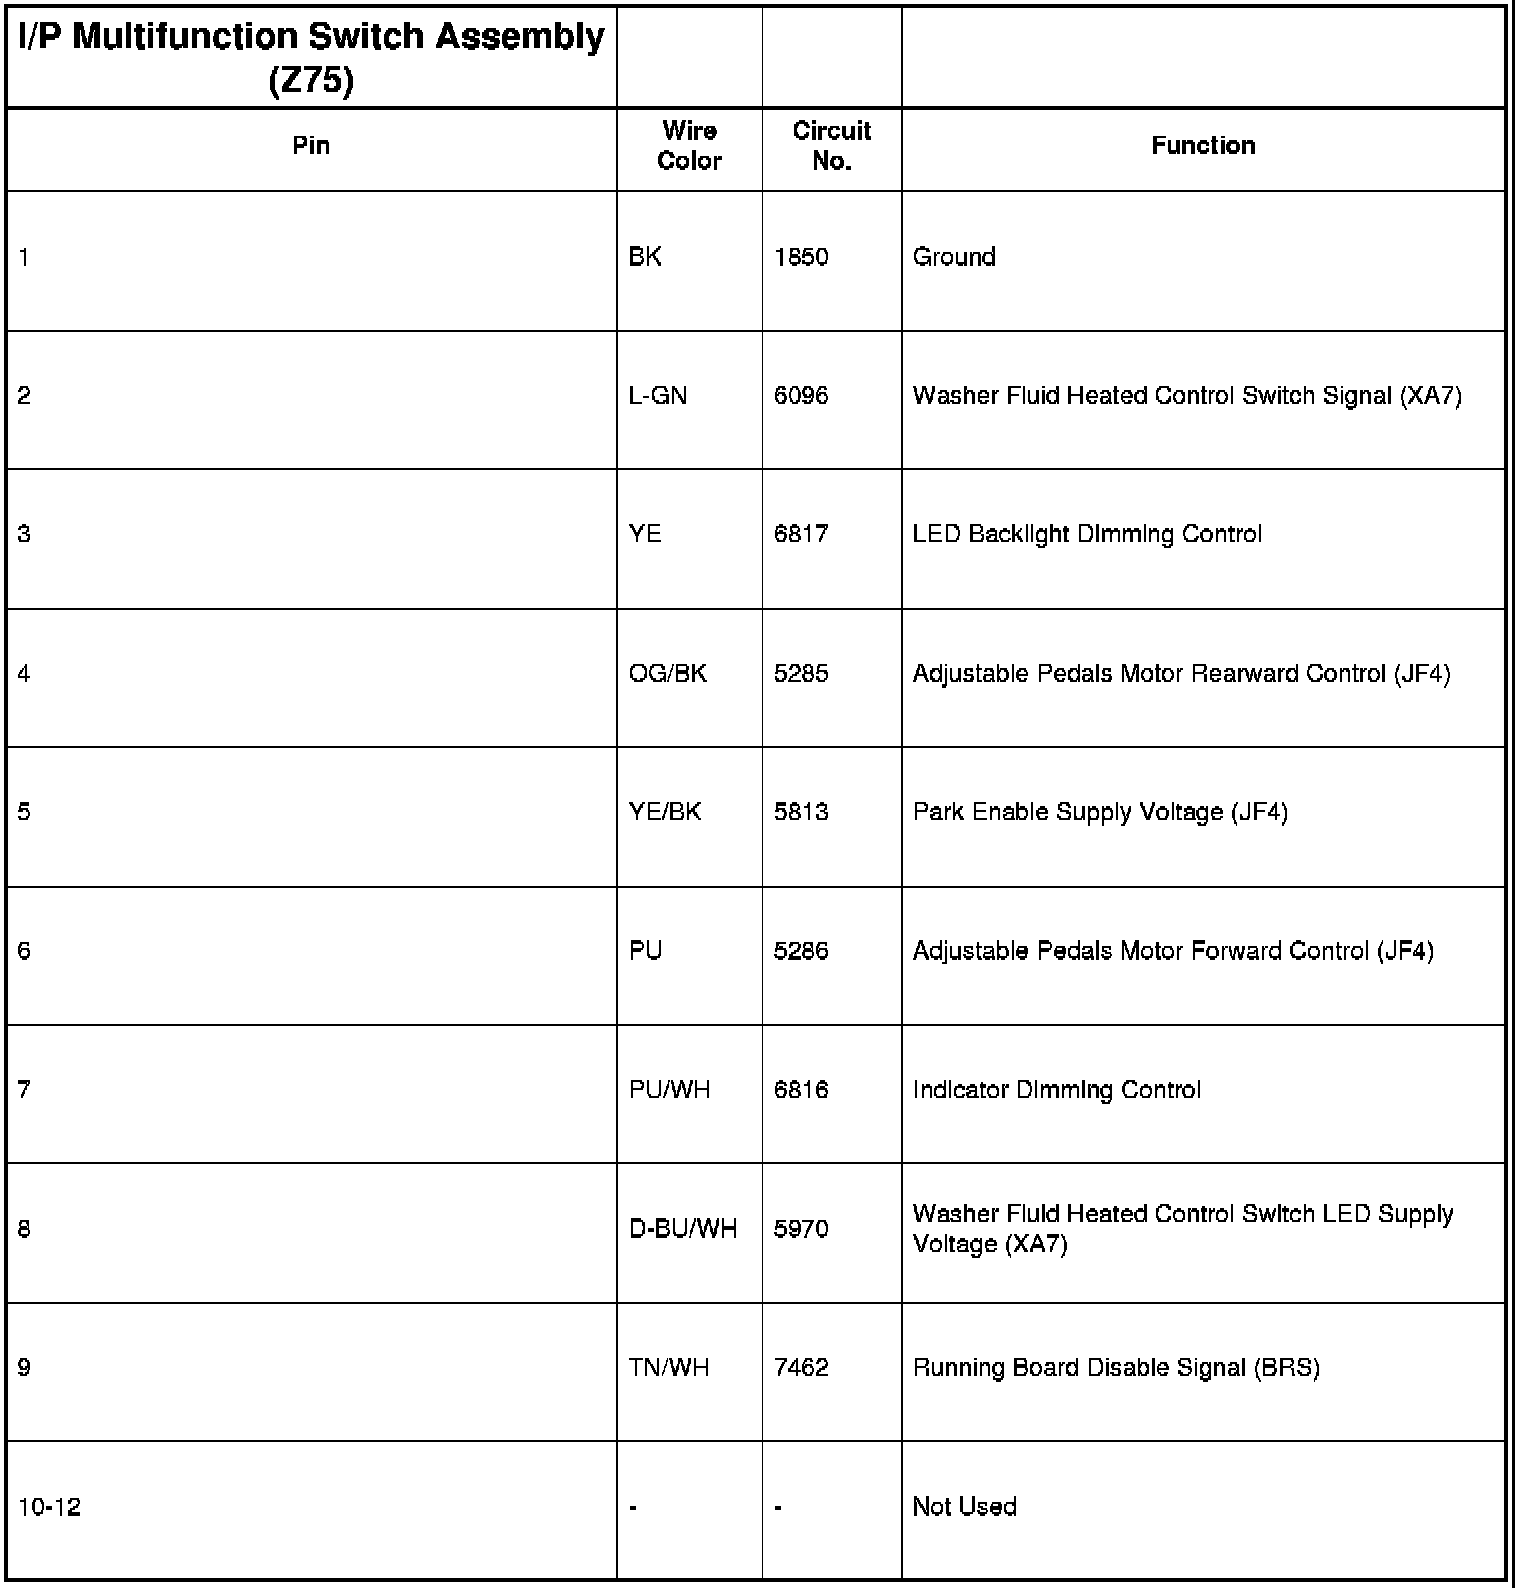 I/P Multifunction Switch Assembly
(Z75)
Pin
Wire
Color
Circuit
No.
Function
1 BK 1850 Ground
2 L-GN 6096 Washer Fluid Heated Control Switch Signal (XA7)
3 YE 6817 LED Backlight Dimming Control
4 OG/BK 5285 Adjustable Pedals Motor Rearward Control (JF4)
5 YE/BK 5813 Park Enable Supply Voltage (JF4)
6 PU 5286 Adjustable Pedals Motor Forward Control (JF4)
7 PU/WH 6816 Indicator Dimming Control
8 D-BU/WH 5970 Washer Fluid Heated Control Switch LED Supply
Voltage (XA7)
9 TN/WH 7462 Running Board Disable Signal (BRS)
10-12 - - Not Used